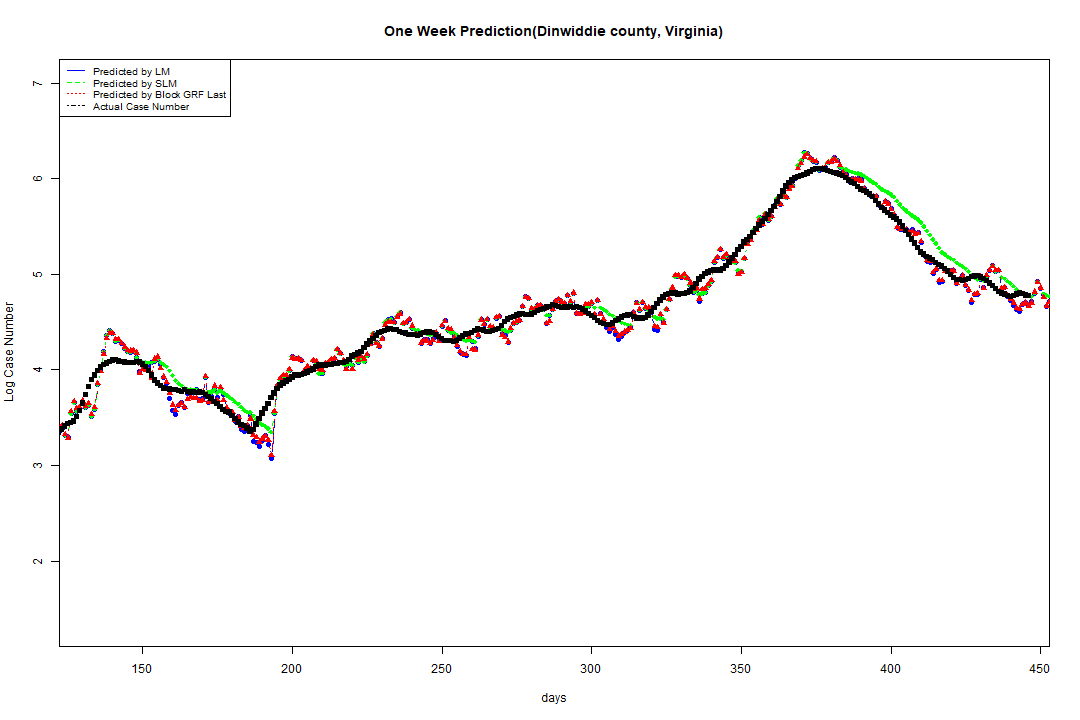 One Week Prediction(Dinwiddie county, Virginia)
Predicted by LM
Predicted by SLM
Predicted by Block GRF Last
Actual Case Number
7
6
5
4
3
2
Log Case Number
150 200 250 300 350 400 450
days